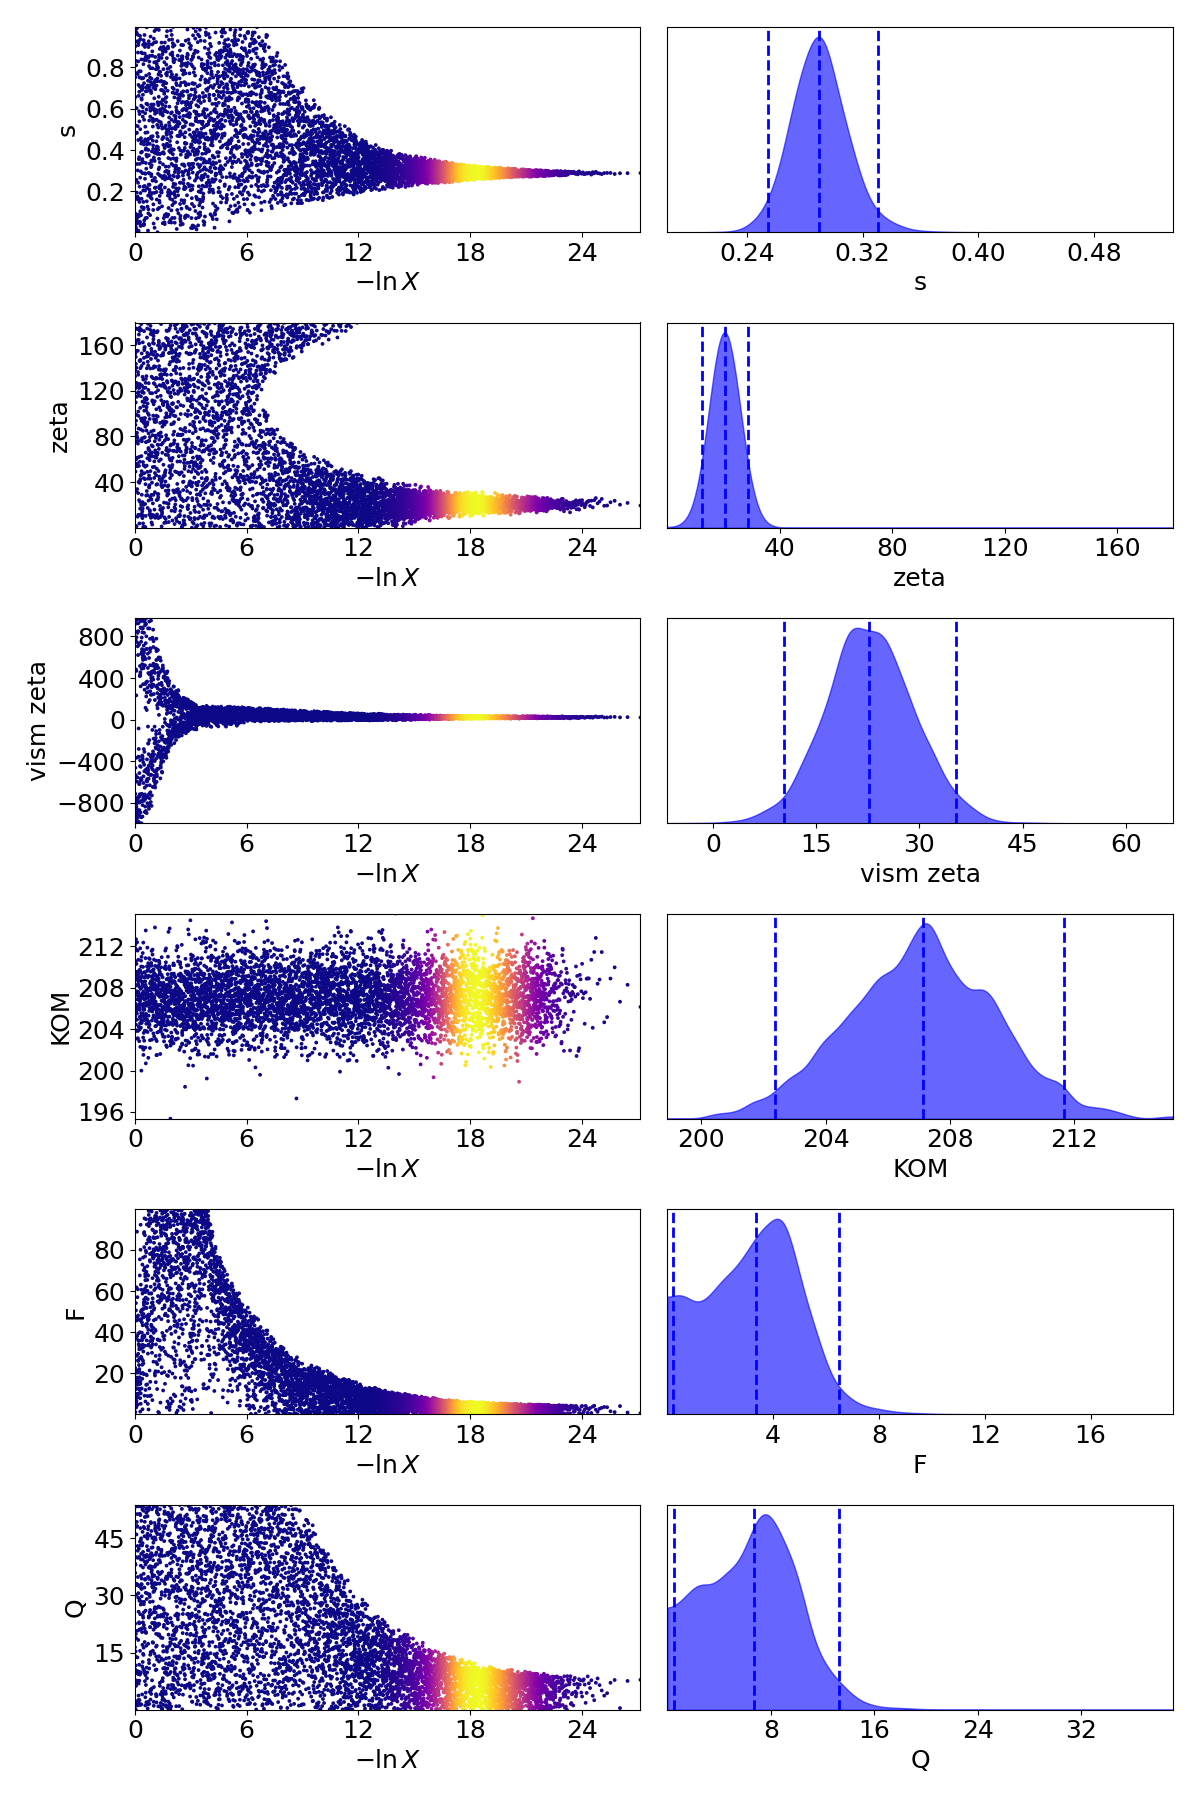 s
0.8
0.6
0.4
0.2
0 6 12 18 24
−ln X
0.24 0.32 0.40 0.48
s
zeta
160
120
80
40
0 6 12 18 24
−ln X
40 80 120 160
zeta
vism zeta
800
400
0
−400
−800
0 6 12 18 24
−ln X
0 15 30 45 60
vism zeta
KOM
212
208
204
200
196
0 6 12 18 24
−ln X
200 204 208 212
KOM
F
80
60
40
20
0 6 12 18 24
−ln X
4 8 12 16
F
Q
45
30
15
0 6 12 18 24
−ln X
8 16 24 32
Q